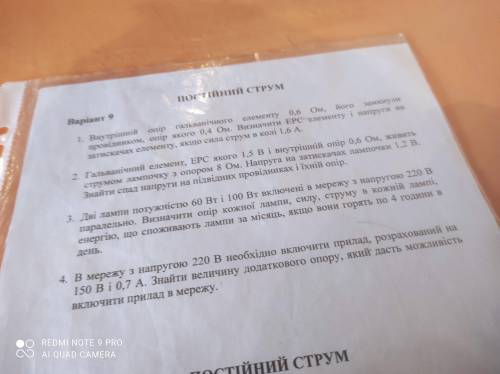 ПОСТІЙНИЙ СТРУМ
Варіант 9
1. Внутрішній опір гальванічного елементу 0,6 Ом, його замкнули
провідником, опір якого 0,4 Ом. Визначити ЕРС елементу і напруги на
затискачах елементу, якщо сила струм в колі 1,6 А.
2. Гальванічний елемент, ЕРС якого 1,5 В і внутрішній опір 0,6 Ом, живить
струмом лампочку з опором 8 Ом. Напруга на затискачах лампочки 1,2 В.
Знайти спад напруги на підвідних провідниках і їхній опір.
3. Дві лампи потужністю 60 Вт і 100 Вт включені в мережу з напругою 220 В
паралельно. Визначити опір кожної лампи, силу, струму в кожній лампі,
енергію, що споживають лампи за місяць, якщо вони горять по 4 години в
день.
4. В мережу з напругою 220 В необхідно включити прилад, розрахований на
150 В і 0,7 А. Знайти величину додаткового опору, який дасть можливість
включити прилад в мережу.
ПОСТІЙНИЙ СТРУМ
REDMI NOTE 9 PRO
AI QUAD CAMERA